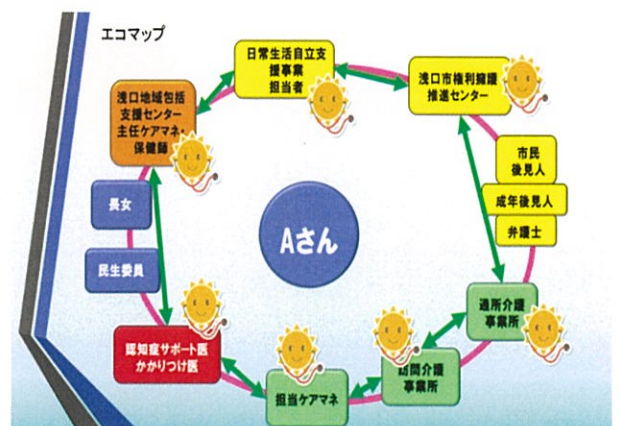 エコマップ
日常生活自立支
援事業
担当者
浅口市権利擁護
推進センター
浅口地域包括
支援センター
主任ケアマネ・
保健師
市民
後見人
成年後見人
弁護士
長女
民生委員
Aさん
通所介護
事業所
認知症サポート医
かかりつけ医
訪問介護
事業所
担当ケアマネ